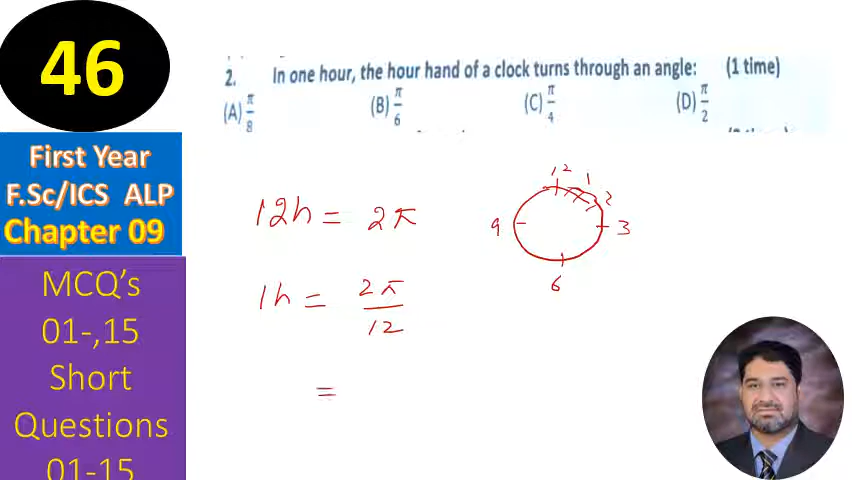 46
First Year
F.Sc/ICS ALP
Chapter 09
MCQ's
01-,15
Short
Questions
01-15
2. In one hour, the hour hand of a clock turns through an angle: (1 time)
(A) π/8 (B) π/6 (C) π/4 (D) π/2
12h = 2π
1h = 2π/12
=
12
1
2
3
6
9